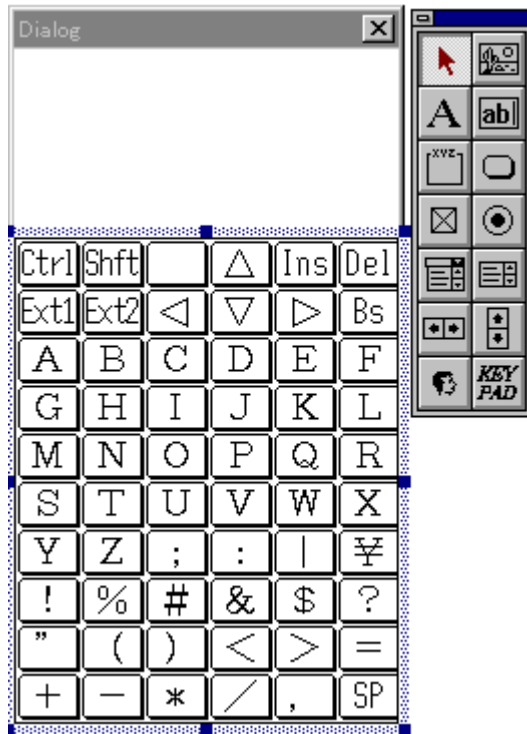 Dialog
Ctrl Shft △ Ins Del
Ext1 Ext2 ◁ ▽ ▷ Bs
A B C D E F
G H I J K L
M N O P Q R
S T U V W X
Y Z ; : | ¥
! % # & $ ?
" ( ) < > =
+ − * / , SP
A ab|
XYZ
KEY
PAD